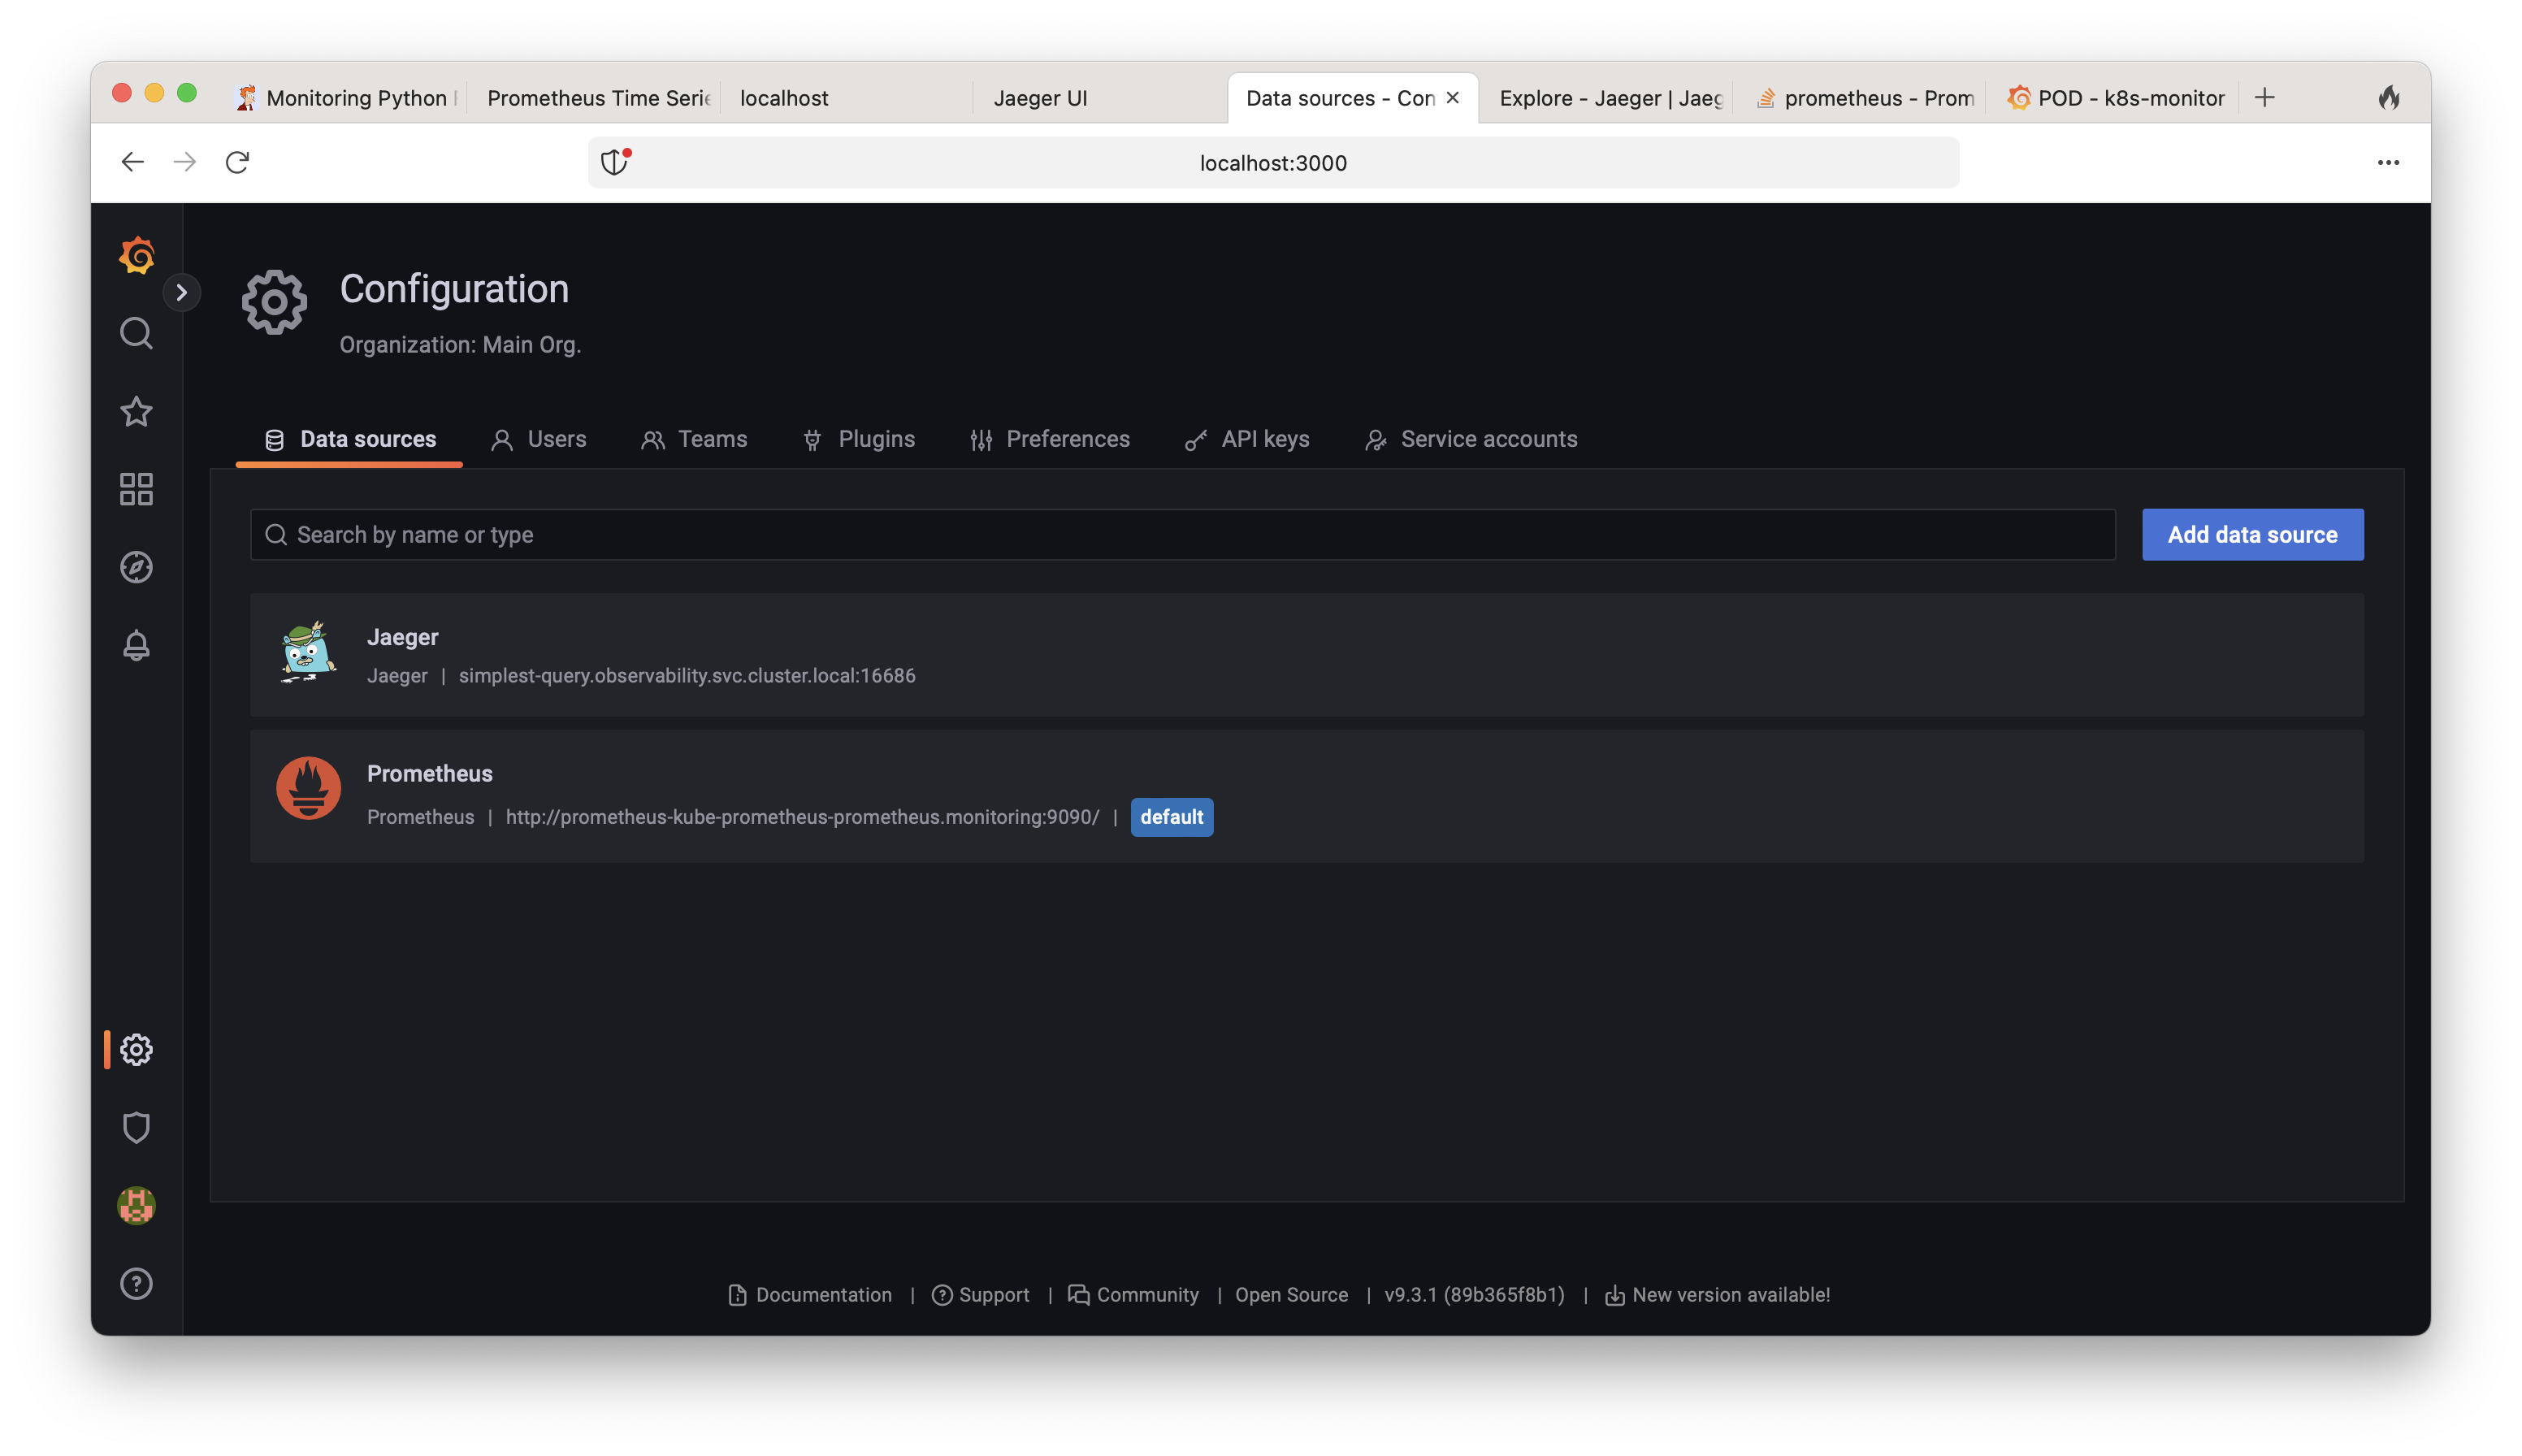 Monitoring Python
Prometheus Time Serie
localhost
Jaeger UI
Data sources - Con
Explore - Jaeger | Jaeg
prometheus - Prom
POD - k8s-monitor
localhost:3000
Configuration
Organization: Main Org.
Data sources
Users
Teams
Plugins
Preferences
API keys
Service accounts
Search by name or type
Add data source
Jaeger
Jaeger | simplest-query.observability.svc.cluster.local:16686
Prometheus
Prometheus | http://prometheus-kube-prometheus-prometheus.monitoring:9090/ | default
Documentation | Support | Community | Open Source | v9.3.1 (89b365f8b1) | New version available!